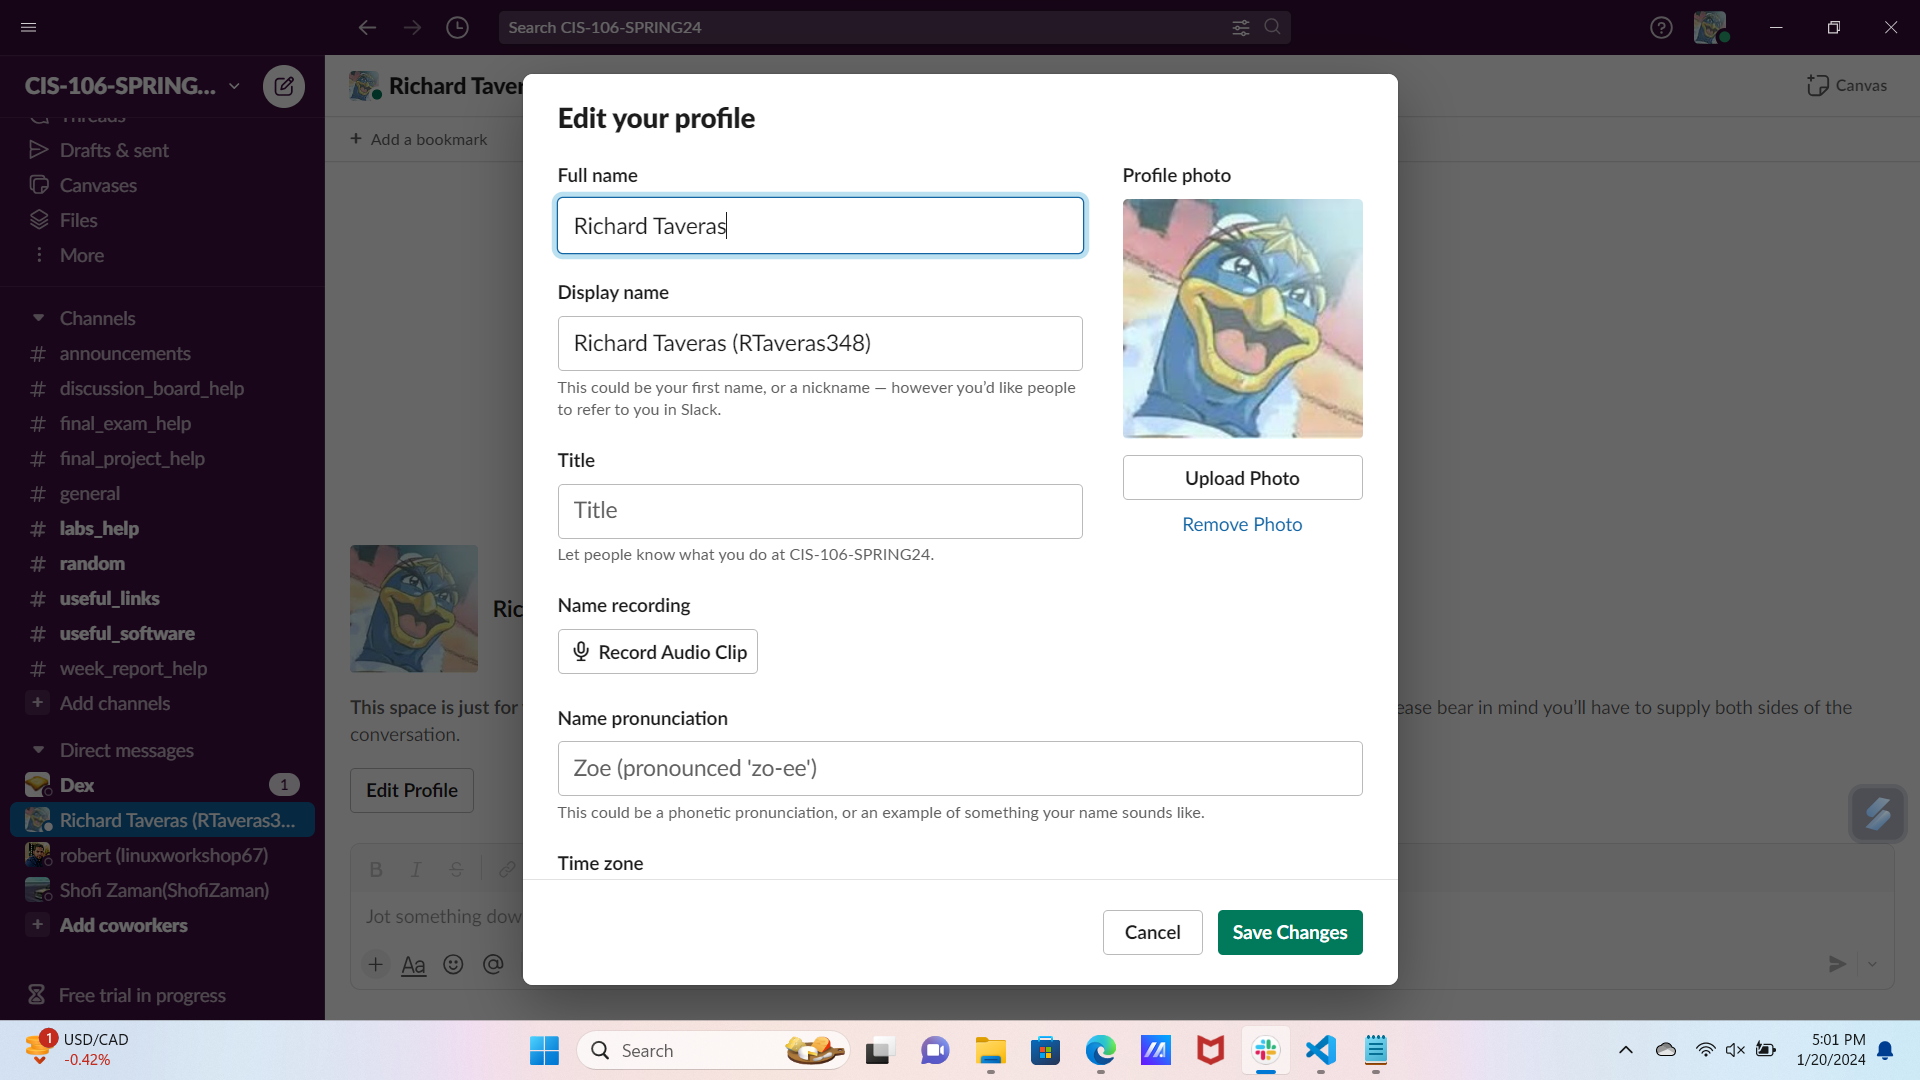 Search CIS-106-SPRING24
CIS-106-SPRING...
Threads
Drafts & sent
Canvases
Files
More
Channels
# announcements
# discussion_board_help
# final_exam_help
# final_project_help
# general
# labs_help
# random
# useful_links
# useful_software
# week_report_help
+ Add channels
Direct messages
Dex 1
Richard Taveras (RTaveras3...
robert (linuxworkshop67)
Shofi Zaman(ShofiZaman)
+ Add coworkers
Free trial in progress
Richard Taver
Canvas
+ Add a bookmark
Ric
This space is just for
ease bear in mind you'll have to supply both sides of the
conversation.
Edit Profile
B I S
Jot something dow
+ Aa @
Edit your profile
Full name
Richard Taveras
Display name
Richard Taveras (RTaveras348)
This could be your first name, or a nickname — however you'd like people
to refer to you in Slack.
Title
Title
Let people know what you do at CIS-106-SPRING24.
Name recording
Record Audio Clip
Name pronunciation
Zoe (pronounced 'zo-ee')
This could be a phonetic pronunciation, or an example of something your name sounds like.
Time zone
Profile photo
Upload Photo
Remove Photo
Cancel
Save Changes
1
USD/CAD
-0.42%
Search
5:01 PM
1/20/2024